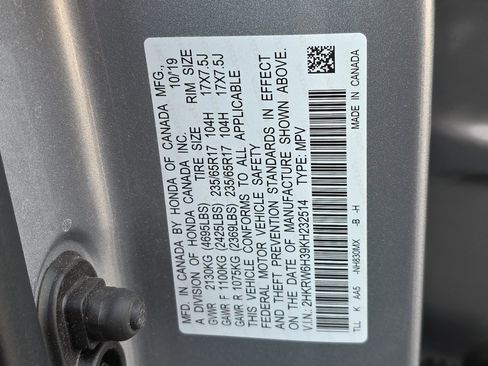 MFD. IN CANADA BY HONDA OF CANADA MFG.,
A DIVISION OF HONDA CANADA INC. 10/19
TIRE SIZE RIM SIZE
GVWR 2130KG (4695LBS)
GAWR F 1100KG (2425LBS) 235/65R17 104H 17X7.5J
GAWR R 1075KG (2369LBS) 235/65R17 104H 17X7.5J
THIS VEHICLE CONFORMS TO ALL APPLICABLE
FEDERAL MOTOR VEHICLE SAFETY
AND THEFT PREVENTION STANDARDS IN EFFECT
ON THE DATE OF MANUFACTURE SHOWN ABOVE.
V.I.N.: 2HKRW6H39KH232514 TYPE: MPV
TLL K AA5 -NH830MX -B -H MADE IN CANADA